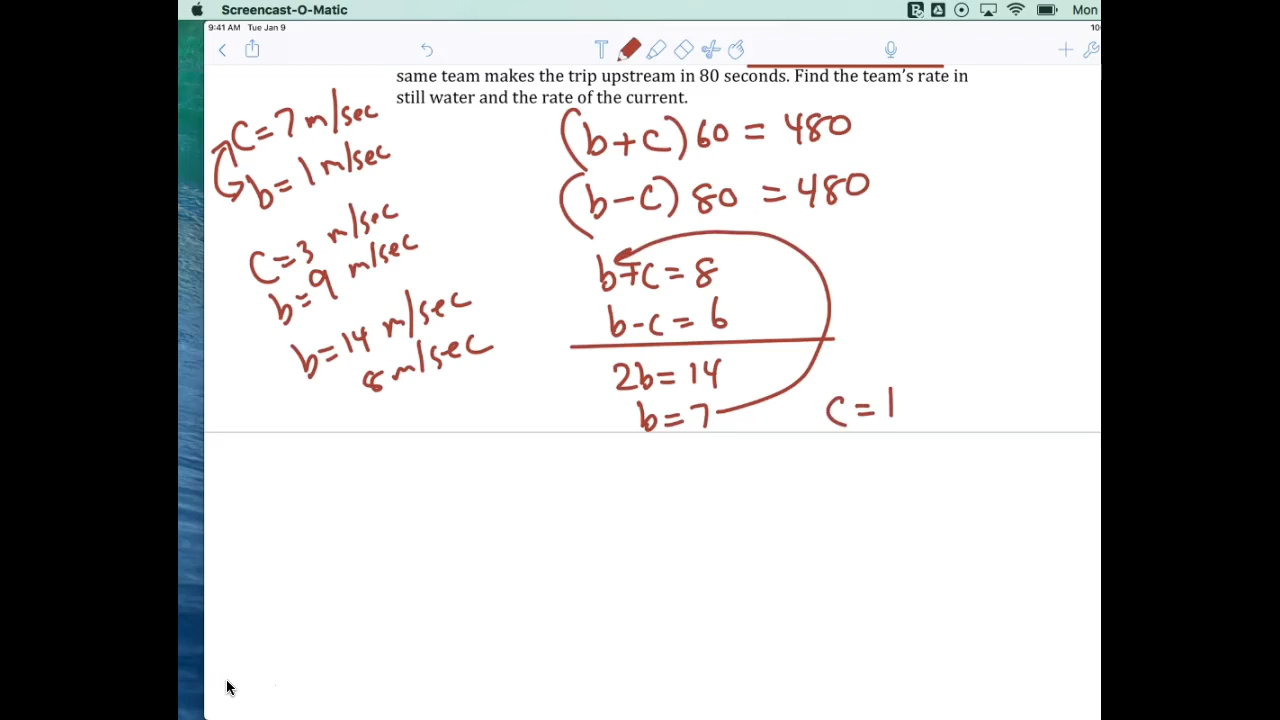 Screencast-O-Matic
Mon
9:41 AM Tue Jan 9
10
T
same team makes the trip upstream in 80 seconds. Find the team's rate in
still water and the rate of the current.
C=7 m/sec
b=1 m/sec
C=3 m/sec
b=9 m/sec
b=14 m/sec
8 m/sec
(b+c)60=480
(b-c)80=480
b+c=8
b-c=6
2b=14
b=7
c=1